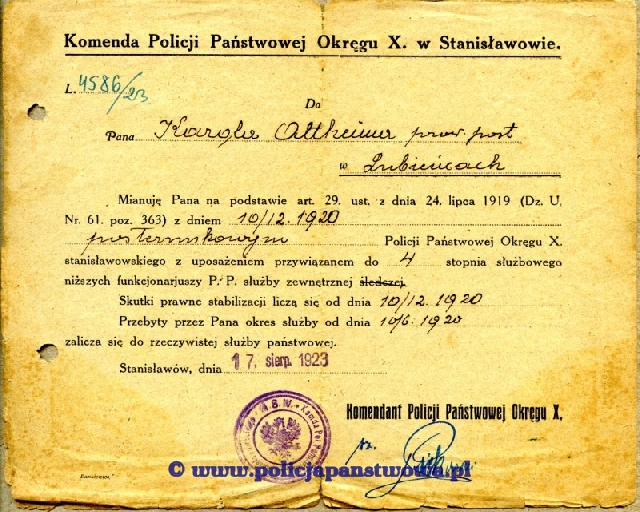 Komenda Policji Państwowej Okręgu X. w Stanisławowie.
L. 4586/23.
Do
Pana Karola Altheimera prow. post
w Lubieńcach
Mianuję Pana na podstawie art. 29. ust. z dnia 24. lipca 1919 (Dz. U.
Nr. 61. poz. 363) z dniem 10/12. 1920
posterunkowym Policji Państwowej Okręgu X.
stanisławowskiego z uposażeniem przywiązanem do 4 stopnia służbowego
niższych funkcjonarjuszy P. P. służby zewnętrznej śledczej.
Skutki prawne stabilizacji liczą się od dnia 10/12. 1920
Przebyty przez Pana okres służby od dnia 10/6. 1920
zalicza się do rzeczywistej służby państwowej.
Stanisławów, dnia 17. sierp. 1923
Komendant Policji Państwowej Okręgu X.
© www.policjapanstwowa.pl